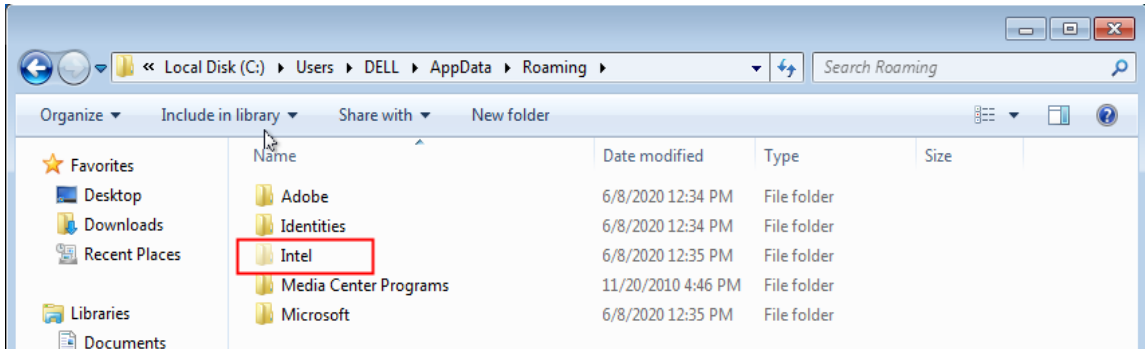 « Local Disk (C:) ▸ Users ▸ DELL ▸ AppData ▸ Roaming ▸ Search Roaming
Organize ▾ Include in library ▾ Share with ▾ New folder
Favorites
Desktop
Downloads
Recent Places
Libraries
Documents
Name Date modified Type Size
Adobe 6/8/2020 12:34 PM File folder
Identities 6/8/2020 12:34 PM File folder
Intel 6/8/2020 12:35 PM File folder
Media Center Programs 11/20/2010 4:46 PM File folder
Microsoft 6/8/2020 12:35 PM File folder